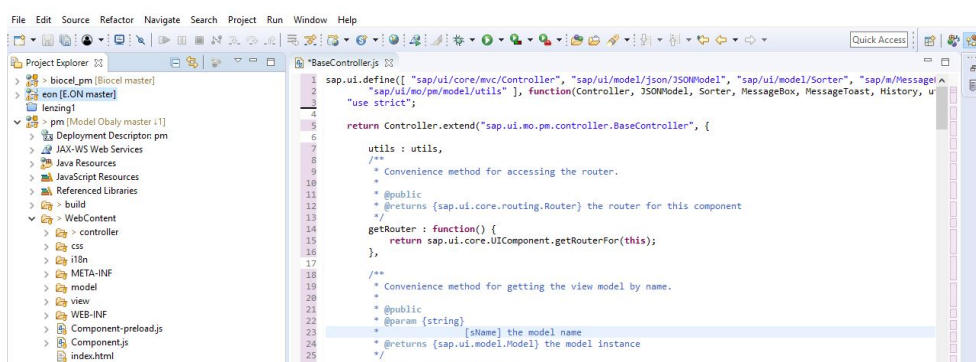 File Edit Source Refactor Navigate Search Project Run Window Help
Quick Access
Project Explorer
> biocel_pm [Biocel master]
eon [E.ON master]
lenzing1
> pm [Model Obaly master ↓1]
Deployment Descriptor: pm
JAX-WS Web Services
Java Resources
JavaScript Resources
Referenced Libraries
> build
> WebContent
> controller
css
i18n
META-INF
model
view
WEB-INF
Component-preload.js
Component.js
index.html
*BaseController.js
1 sap.ui.define([ "sap/ui/core/mvc/Controller", "sap/ui/model/json/JSONModel", "sap/ui/model/Sorter", "sap/m/Message
2 "sap/ui/mo/pm/model/utils" ], function(Controller, JSONModel, Sorter, MessageBox, MessageToast, History, u
3 "use strict";
4
5 return Controller.extend("sap.ui.mo.pm.controller.BaseController", {
6
7 utils : utils,
8 /**
9 * Convenience method for accessing the router.
10 *
11 * @public
12 * @returns {sap.ui.core.routing.Router} the router for this component
13 */
14 getRouter : function() {
15 return sap.ui.core.UIComponent.getRouterFor(this);
16 },
17
18 /**
19 * Convenience method for getting the view model by name.
20 *
21 * @public
22 * @param {string}
23 * [sName] the model name
24 * @returns {sap.ui.model.Model} the model instance
25 */